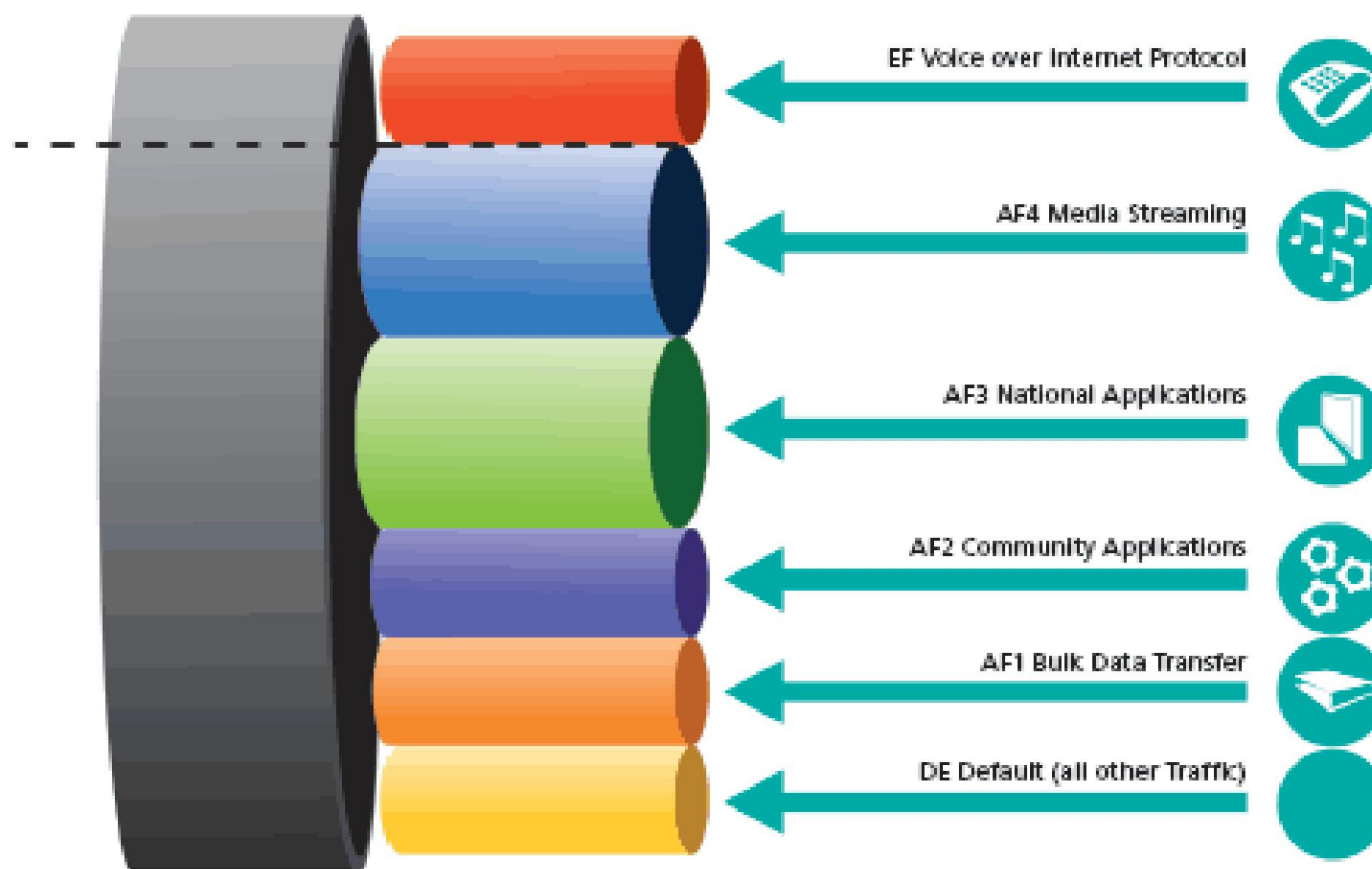 EF Voice over Internet Protocol
AF4 Media Streaming
AF3 National Applications
AF2 Community Applications
AF1 Bulk Data Transfer
DE Default (all other Traffic)